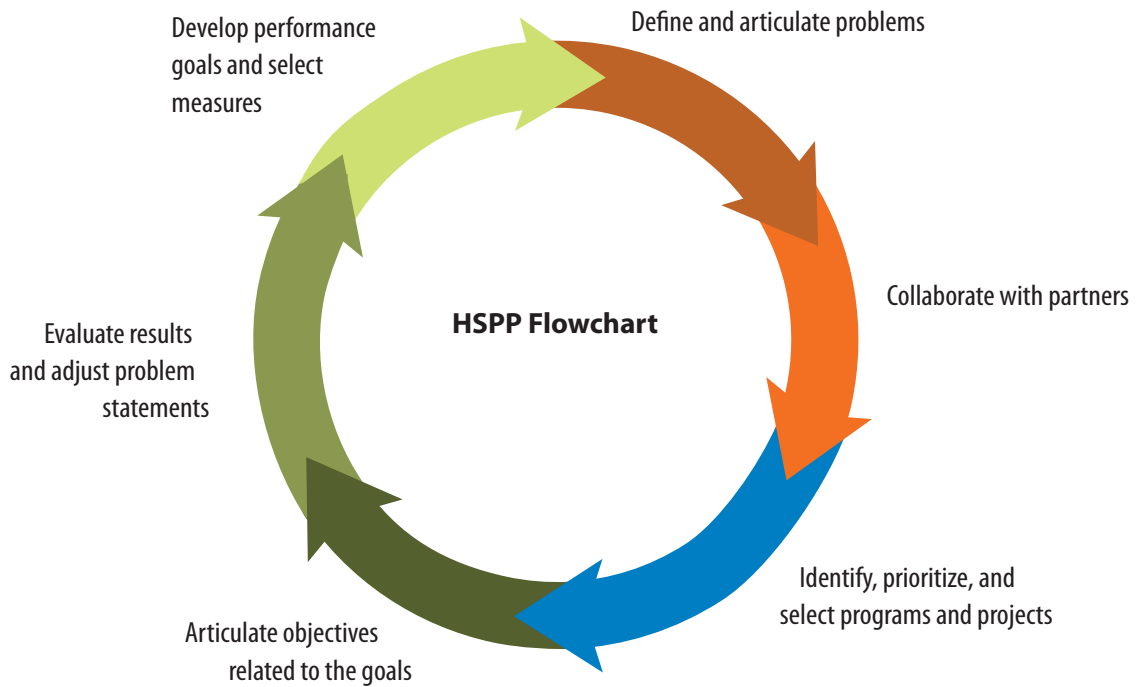 Develop performance
goals and select
measures
Define and articulate problems
Collaborate with partners
HSPP Flowchart
Evaluate results
and adjust problem
statements
Identify, prioritize, and
select programs and projects
Articulate objectives
related to the goals